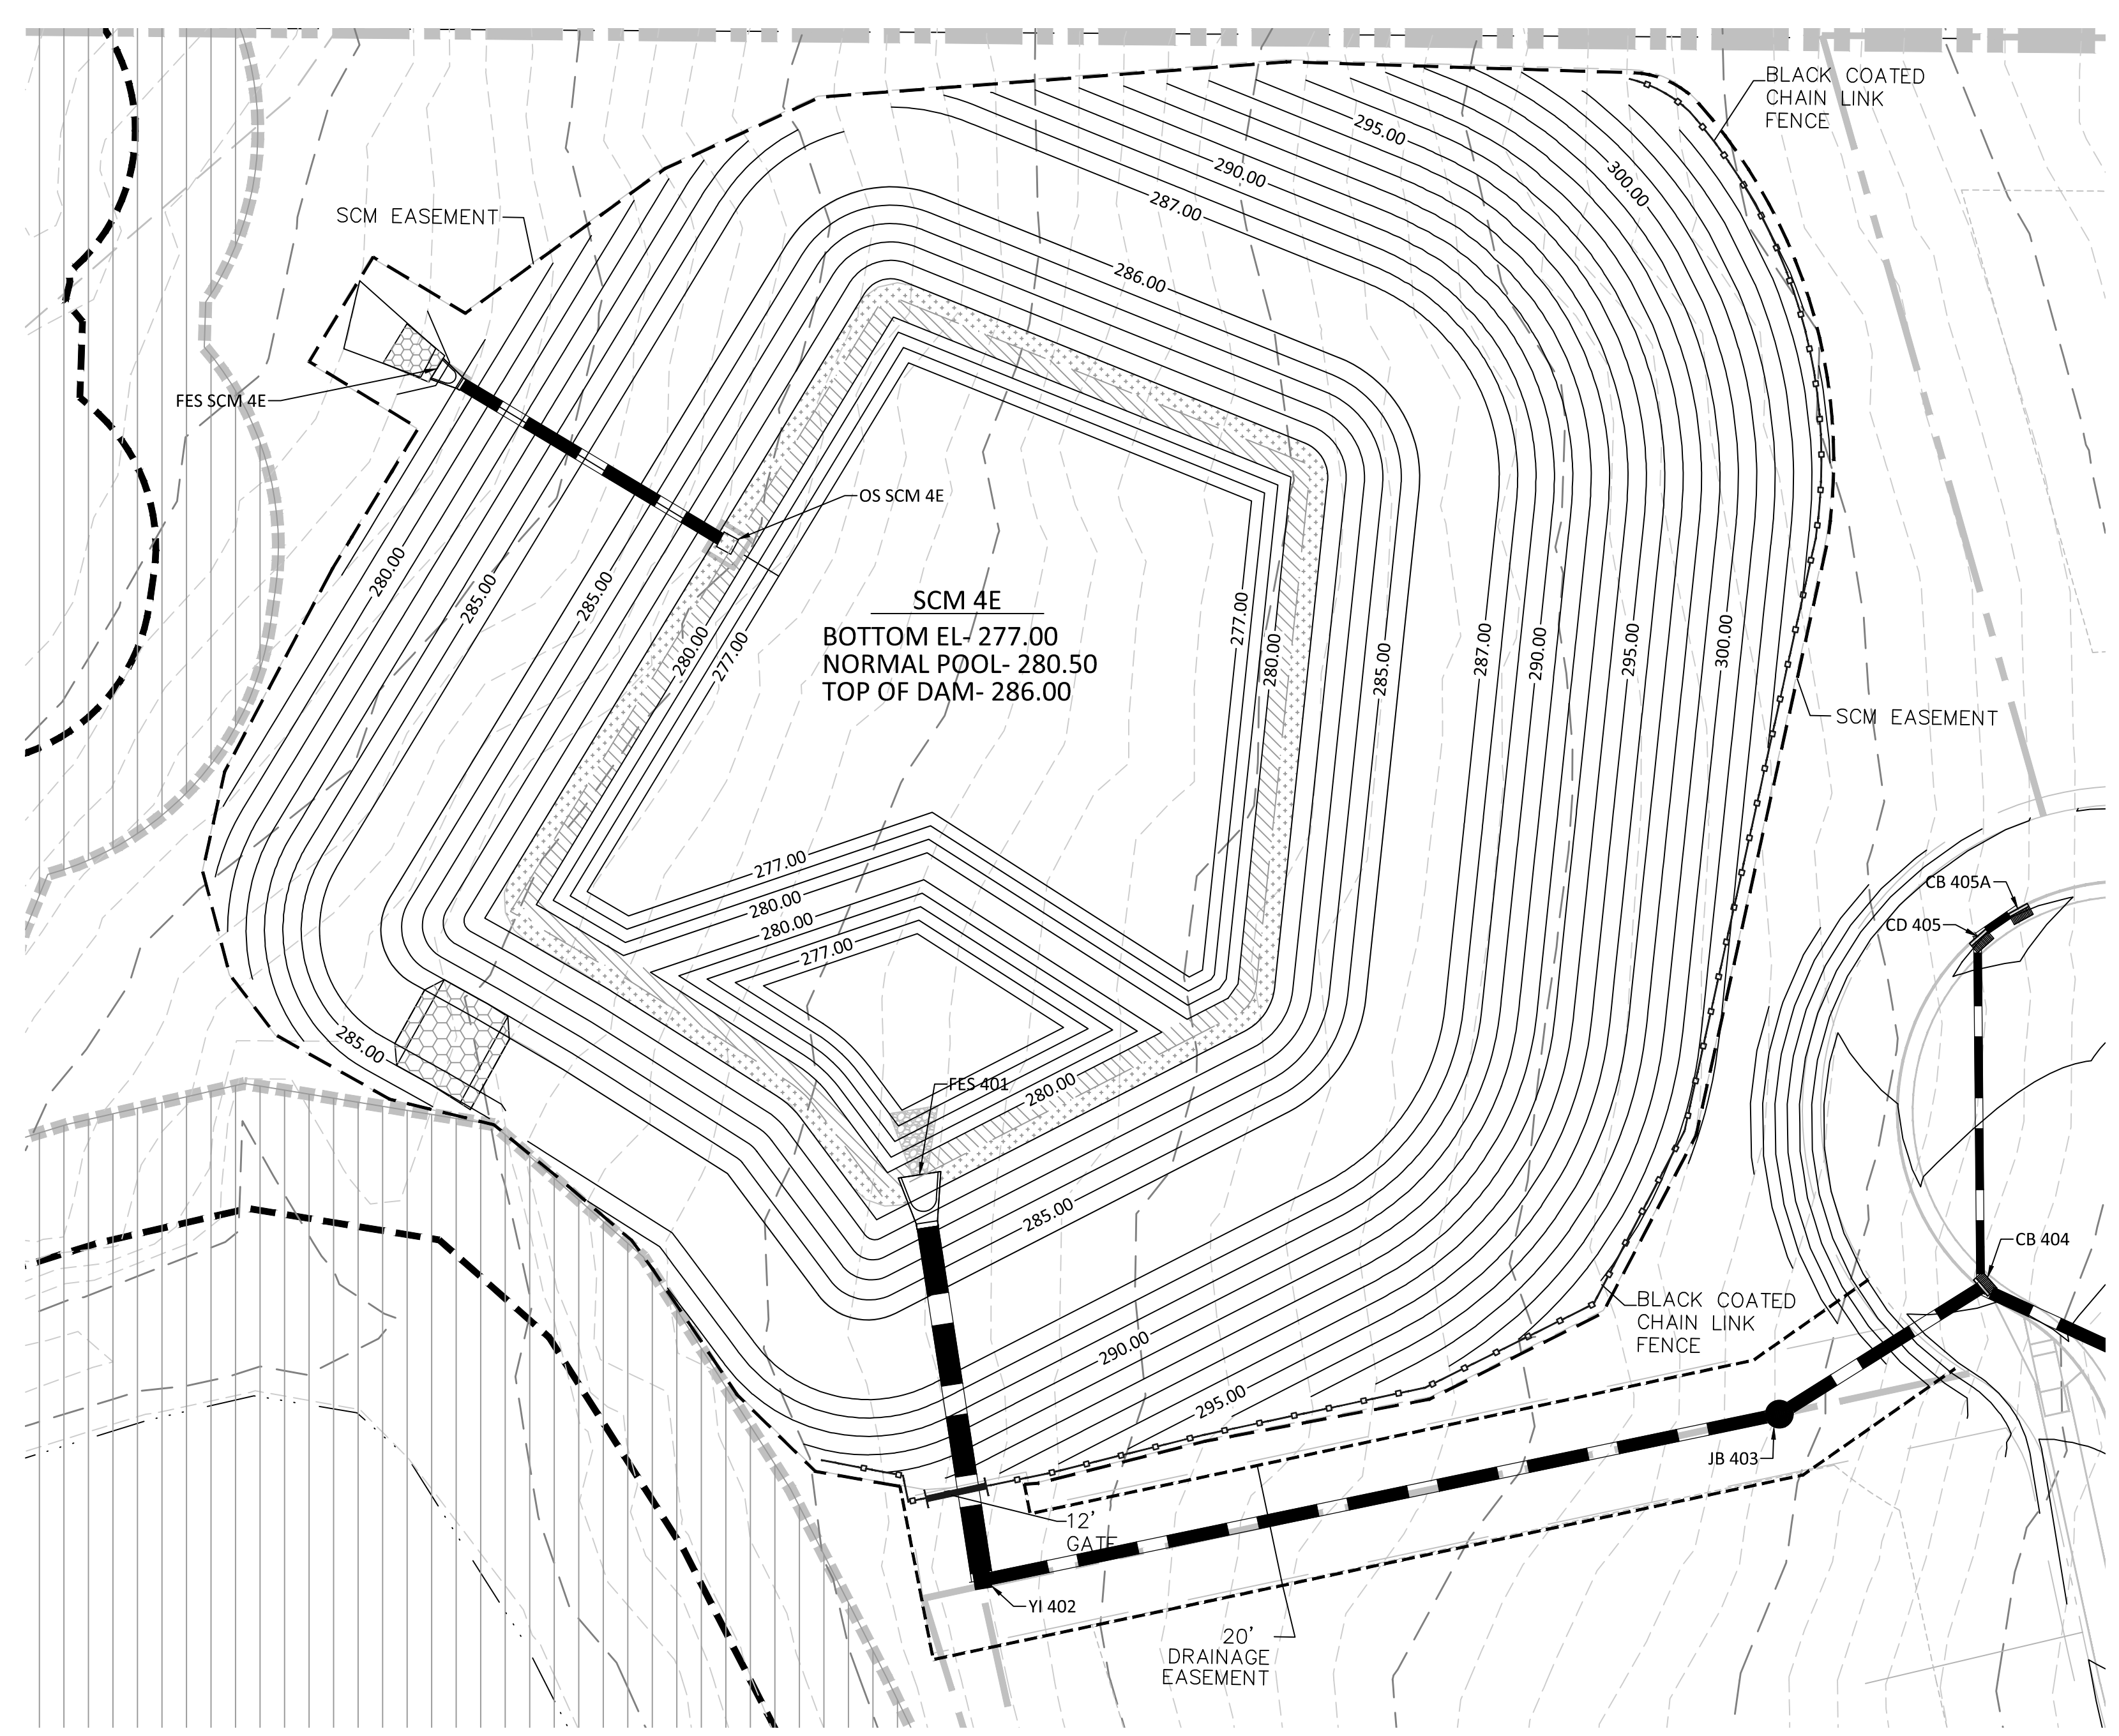 BLACK COATED
CHAIN LINK
FENCE
295.00
290.00
300.00
287.00
SCM EASEMENT
286.00
FES SCM 4E
OS SCM 4E
280.00
285.00
285.00
280.00
277.00
SCM 4E
BOTTOM EL- 277.00
NORMAL POOL- 280.50
TOP OF DAM- 286.00
277.00
280.00
285.00
287.00
290.00
295.00
300.00
SCM EASEMENT
277.00
280.00
280.00
277.00
CB 405A
CD 405
285.00
FES 401
280.00
285.00
CB 404
290.00
295.00
BLACK COATED
CHAIN LINK
FENCE
JB 403
12'
GATE
YI 402
20'
DRAINAGE
EASEMENT